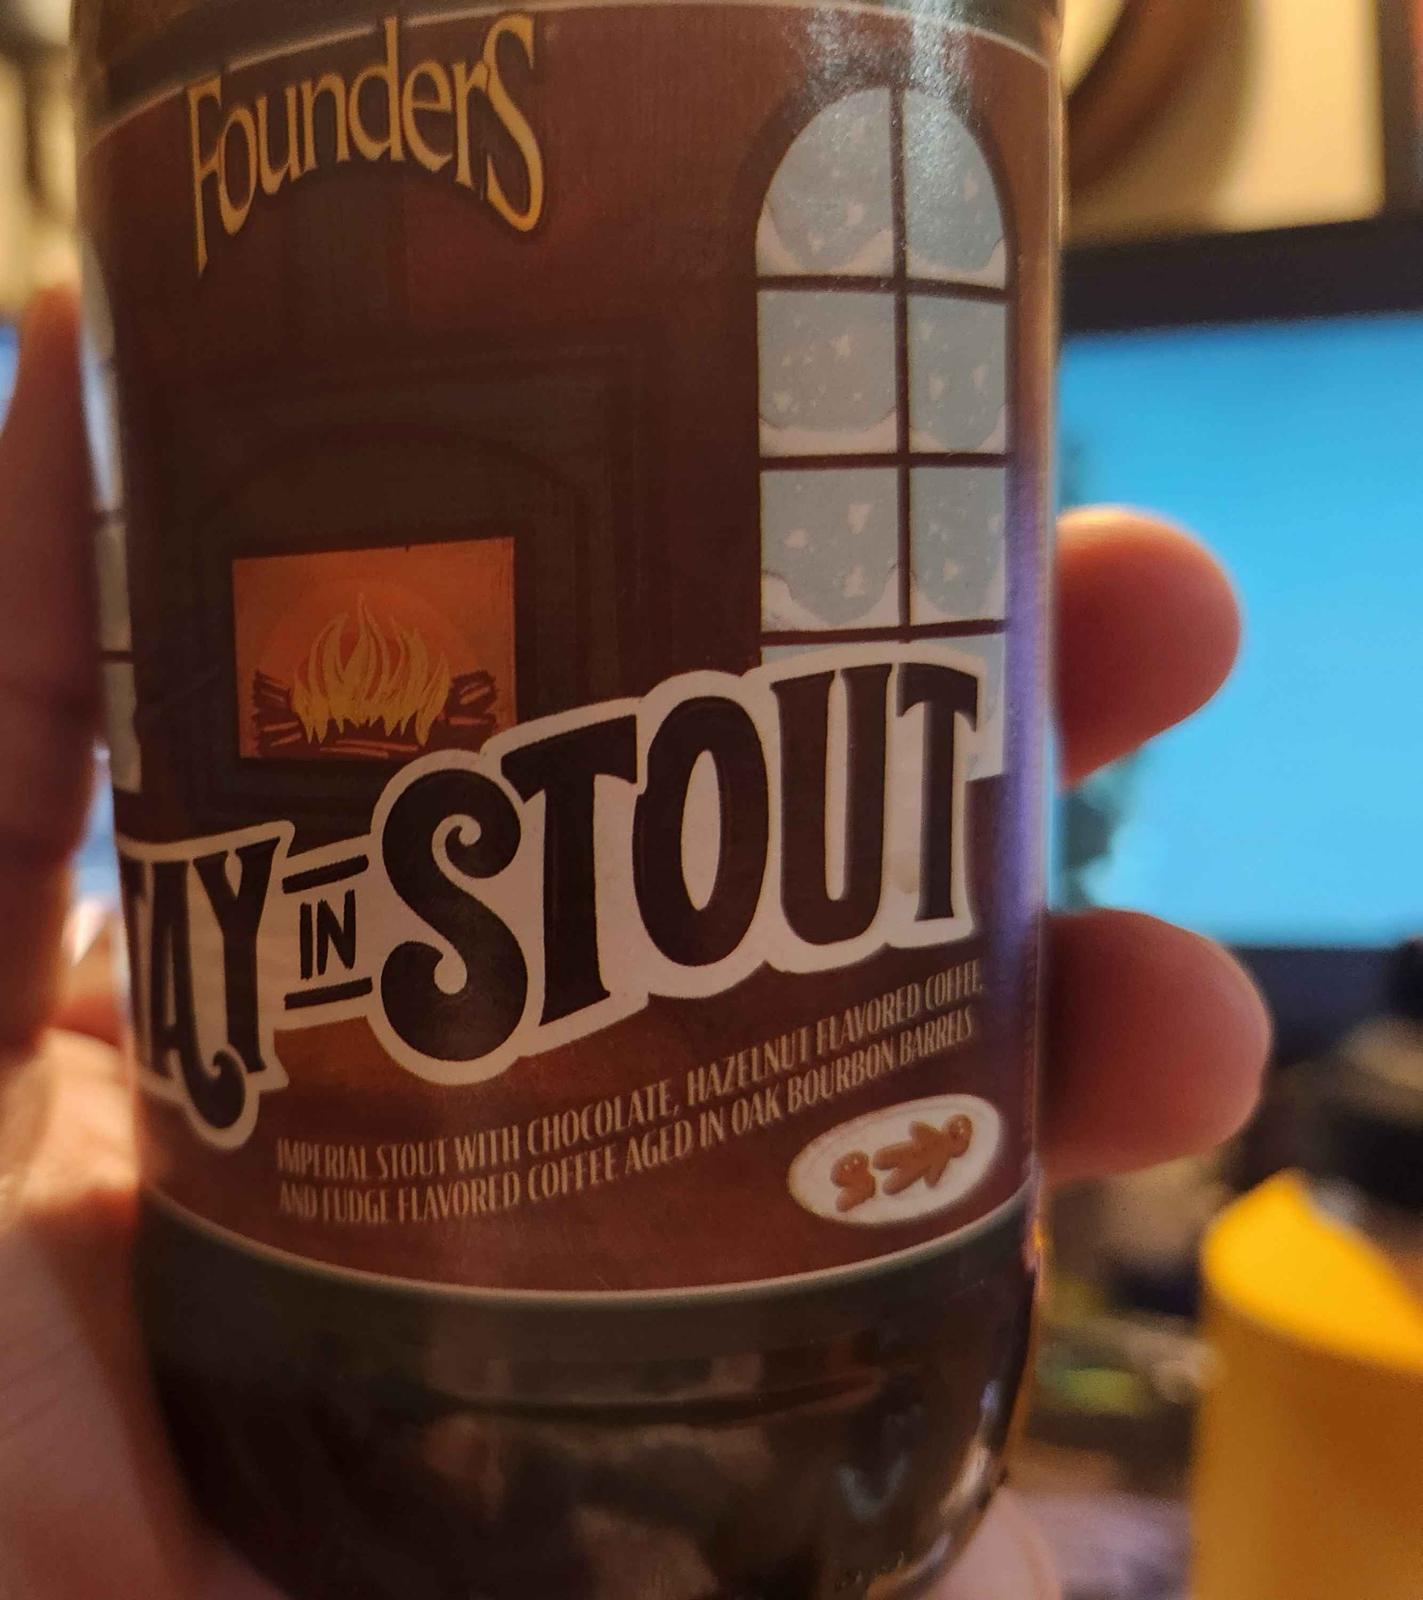 Founders
TAY IN STOUT
IMPERIAL STOUT WITH CHOCOLATE, HAZELNUT FLAVORED COFFEE
AND FUDGE FLAVORED COFFEE AGED IN OAK BOURBON BARRELS